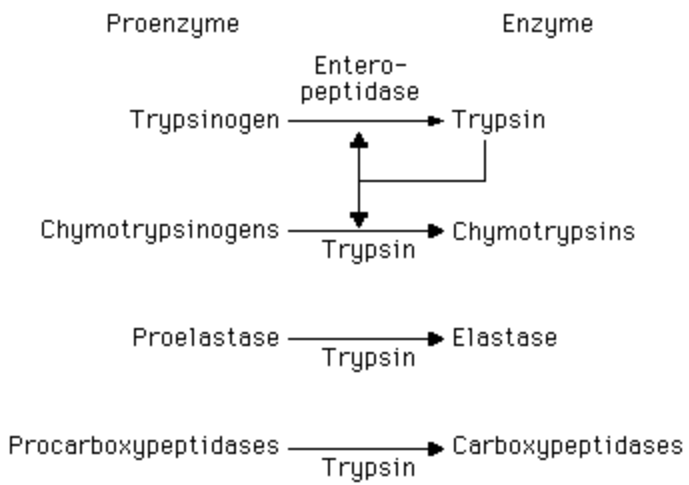 Proenzyme Enzyme
Entero-
peptidase
Trypsinogen Trypsin
Chymotrypsinogens Chymotrypsins
Trypsin
Proelastase Elastase
Trypsin
Procarboxypeptidases Carboxypeptidases
Trypsin